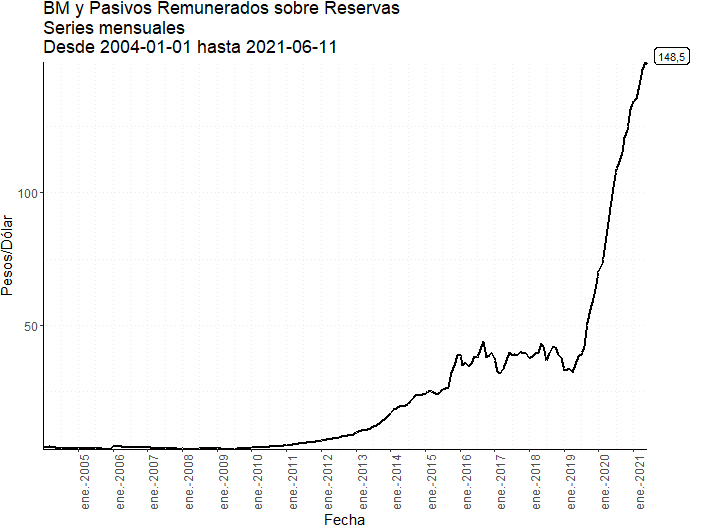 BM y Pasivos Remunerados sobre Reservas
Series mensuales
Desde 2004-01-01 hasta 2021-06-11
148,5
100
50
Pesos/Dólar
ene.-2005
ene.-2006
ene.-2007
ene.-2008
ene.-2009
ene.-2010
ene.-2011
ene.-2012
ene.-2013
ene.-2014
ene.-2015
ene.-2016
ene.-2017
ene.-2018
ene.-2019
ene.-2020
ene.-2021
Fecha